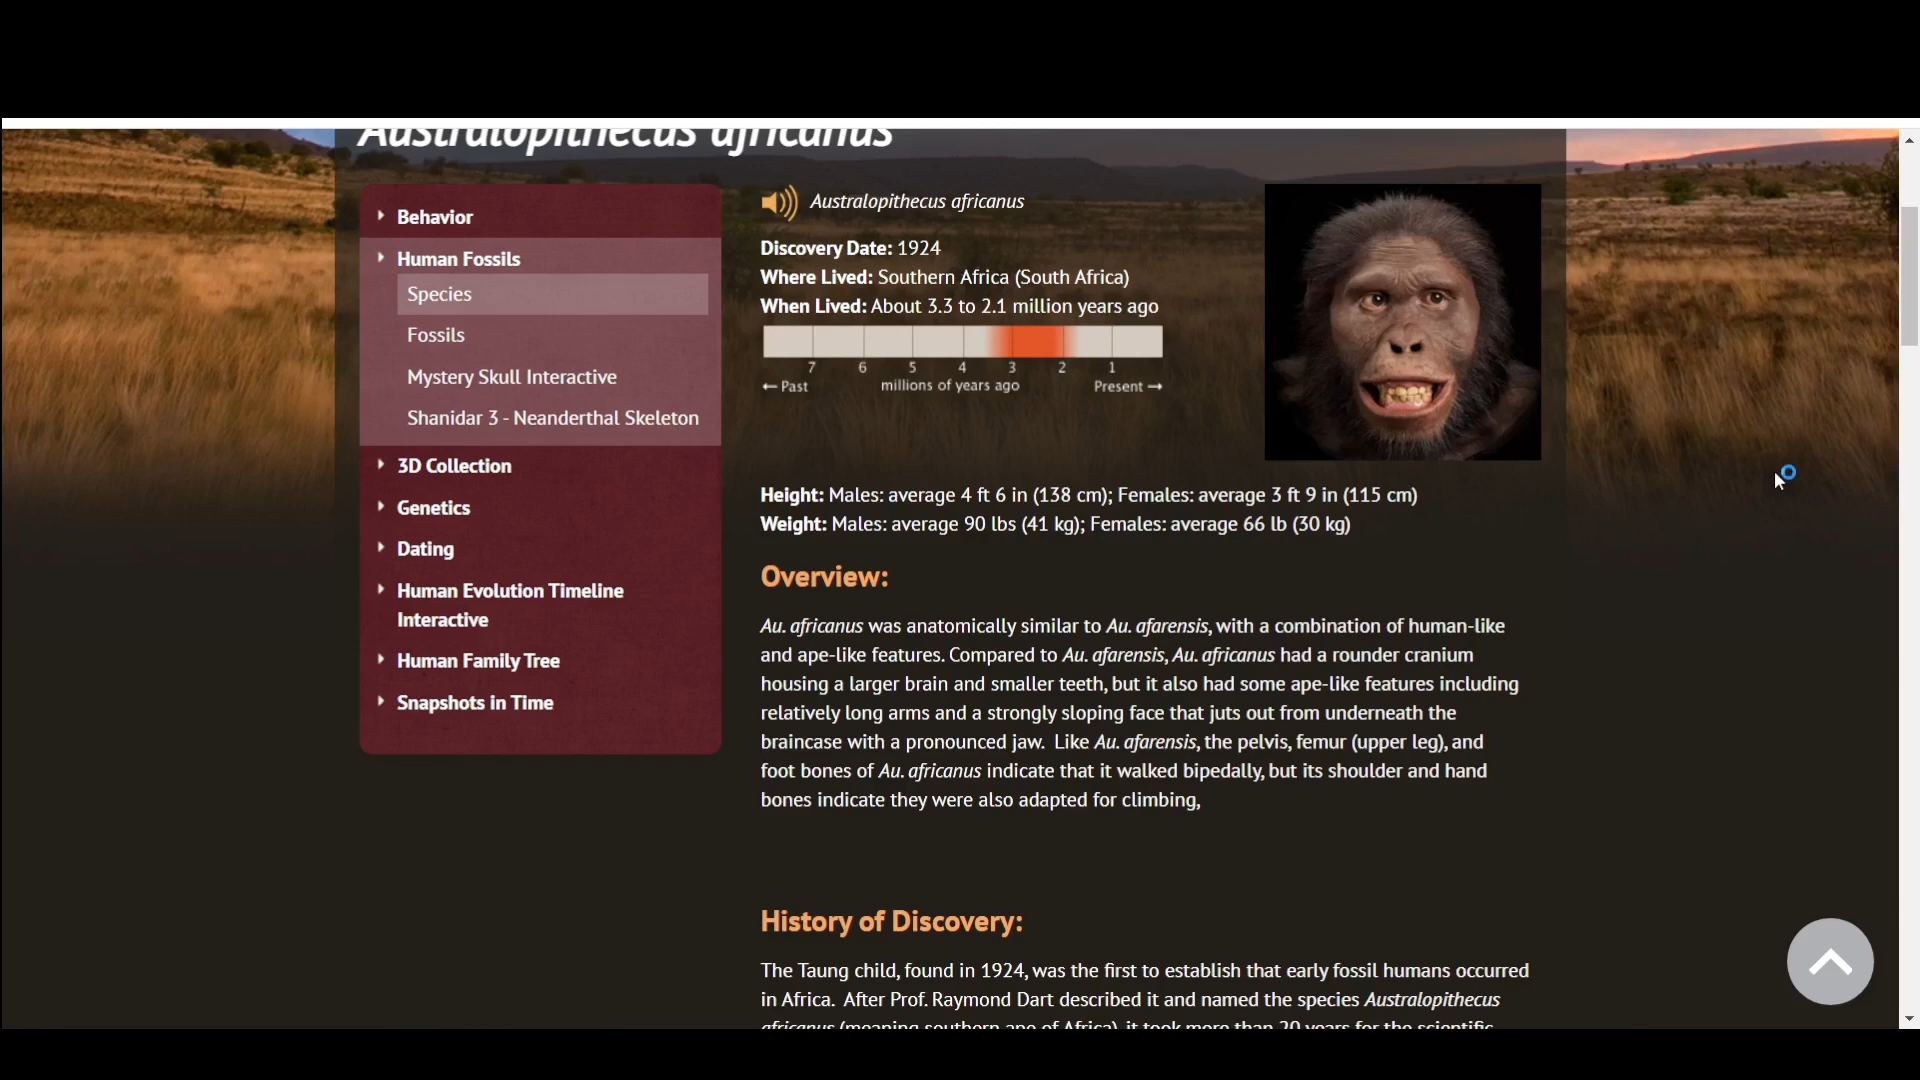 Australopithecus africanus
Behavior
Human Fossils
Species
Fossils
Mystery Skull Interactive
Shanidar 3 - Neanderthal Skeleton
3D Collection
Genetics
Dating
Human Evolution Timeline
Interactive
Human Family Tree
Snapshots in Time
Australopithecus africanus
Discovery Date: 1924
Where Lived: Southern Africa (South Africa)
When Lived: About 3.3 to 2.1 million years ago
7 6 5 4 3 2 1
← Past millions of years ago Present →
Height: Males: average 4 ft 6 in (138 cm); Females: average 3 ft 9 in (115 cm)
Weight: Males: average 90 lbs (41 kg); Females: average 66 lb (30 kg)
Overview:
Au. africanus was anatomically similar to Au. afarensis, with a combination of human-like
and ape-like features. Compared to Au. afarensis, Au. africanus had a rounder cranium
housing a larger brain and smaller teeth, but it also had some ape-like features including
relatively long arms and a strongly sloping face that juts out from underneath the
braincase with a pronounced jaw. Like Au. afarensis, the pelvis, femur (upper leg), and
foot bones of Au. africanus indicate that it walked bipedally, but its shoulder and hand
bones indicate they were also adapted for climbing,
History of Discovery:
The Taung child, found in 1924, was the first to establish that early fossil humans occurred
in Africa. After Prof. Raymond Dart described it and named the species Australopithecus
africanus (meaning southern ape of Africa), it took more than 20 years for the scientific